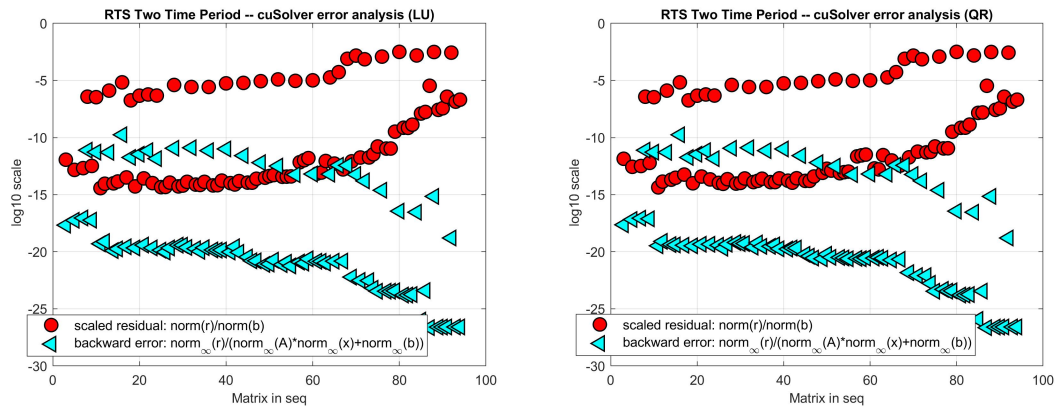 RTS Two Time Period -- cuSolver error analysis (LU)
0
-5
-10
-15
-20
-25
-30
log10 scale
scaled residual: norm(r)/norm(b)
backward error: norm∞(r)/(norm∞(A)*norm∞(x)+norm∞(b))
0 20 40 60 80 100
Matrix in seq
RTS Two Time Period -- cuSolver error analysis (QR)
0
-5
-10
-15
-20
-25
-30
log10 scale
scaled residual: norm(r)/norm(b)
backward error: norm∞(r)/(norm∞(A)*norm∞(x)+norm∞(b))
0 20 40 60 80 100
Matrix in seq